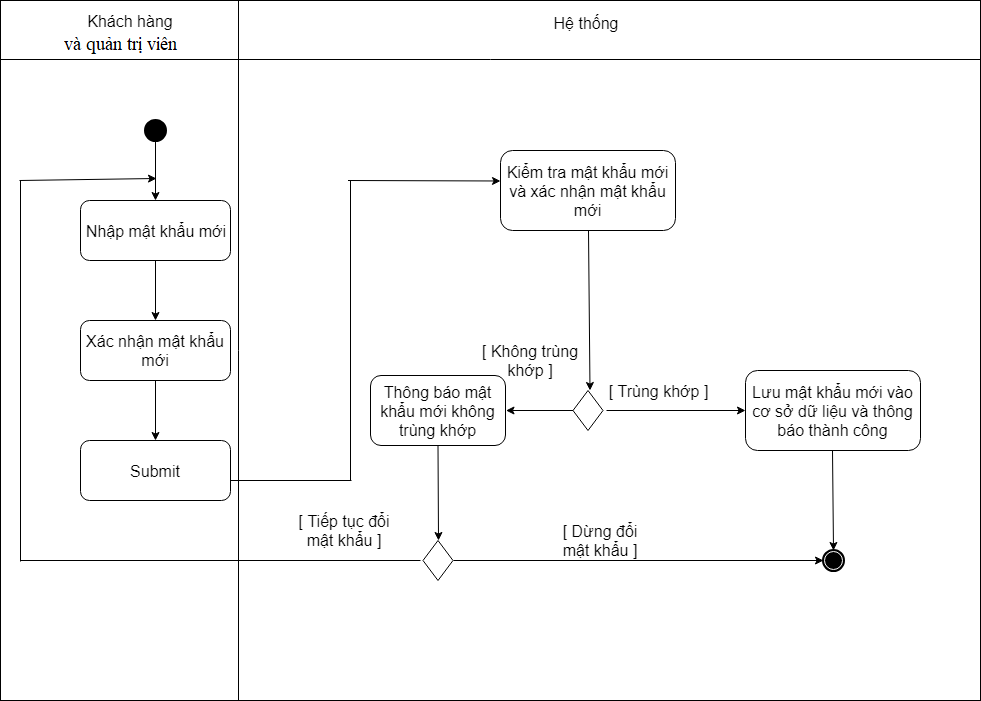 Khách hàng
và quản trị viên
Hệ thống
Nhập mật khẩu mới
Xác nhận mật khẩu
mới
Submit
Kiểm tra mật khẩu mới
và xác nhận mật khẩu
mới
[ Không trùng
khớp ]
[ Trùng khớp ]
Thông báo mật
khẩu mới không
trùng khớp
Lưu mật khẩu mới vào
cơ sở dữ liệu và thông
báo thành công
[ Tiếp tục đổi
mật khẩu ]
[ Dừng đổi
mật khẩu ]